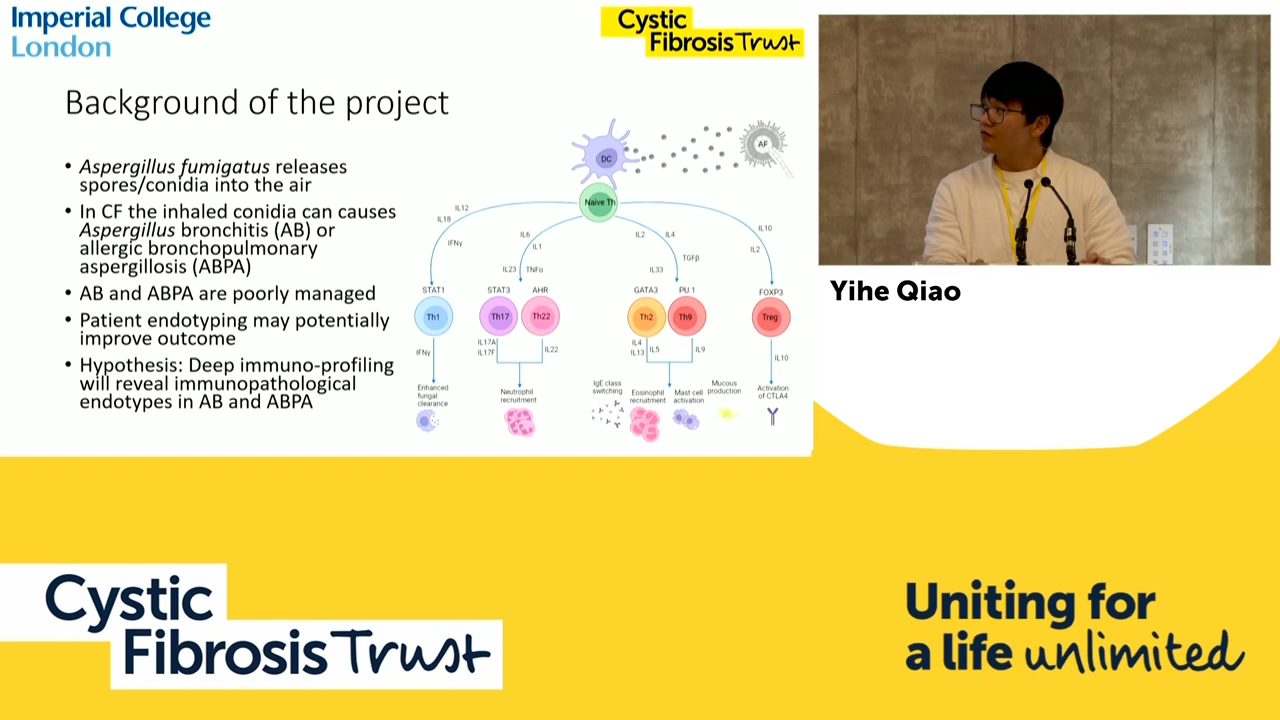 Imperial College
London
Cystic
Fibrosis Trust
Background of the project
• Aspergillus fumigatus releases
spores/conidia into the air
• In CF the inhaled conidia can causes
Aspergillus bronchitis (AB) or
allergic bronchopulmonary
aspergillosis (ABPA)
• AB and ABPA are poorly managed
• Patient endotyping may potentially
improve outcome
• Hypothesis: Deep immuno-profiling
will reveal immunopathological
endotypes in AB and ABPA
DC
AF
Naive Th
IL12
IL18
IFNγ
IL6
IL1
IL23
TNFα
IL2
IL4
TGFβ
IL33
IL10
IL2
STAT1
STAT3
AHR
GATA3
PU.1
FOXP3
Th1
Th17
Th22
Th2
Th9
Treg
IFNγ
IL17A
IL17F
IL22
IL4
IL13
IL5
IL9
IL10
Enhanced
fungal
clearance
Neutrophil
recruitment
IgE class
switching
Eosinophil
recruitment
Mast cell
activation
Mucous
production
Activation
of CTLA4
Yihe Qiao
Cystic
Fibrosis Trust
Uniting for
a life unlimited